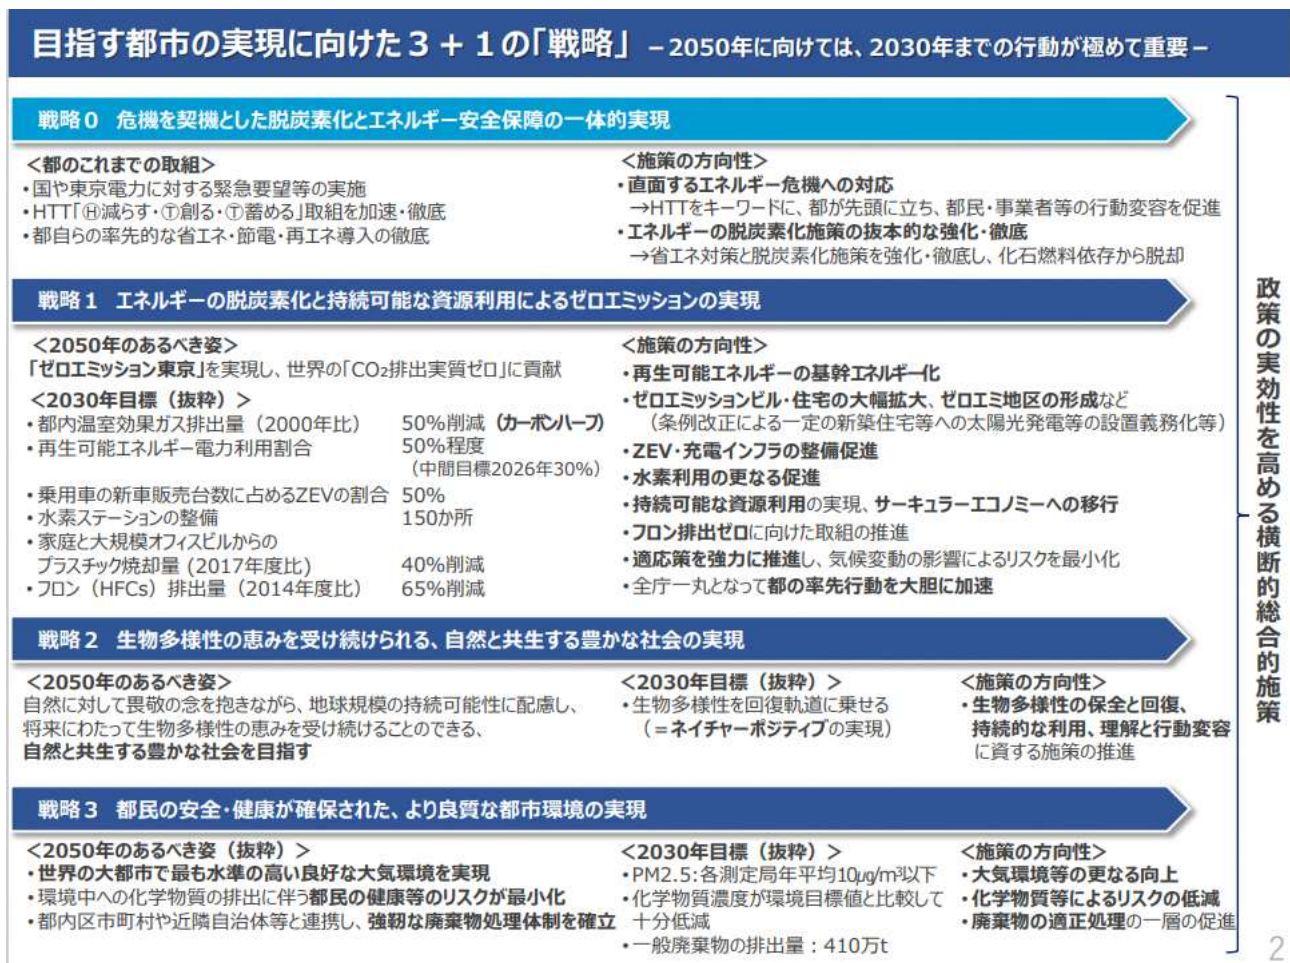 目指す都市の実現に向けた3+1の「戦略」 －2050年に向けては、2030年までの行動が極めて重要－
戦略0 危機を契機とした脱炭素化とエネルギー安全保障の一体的実現
<都のこれまでの取組>
・国や東京電力に対する緊急要望等の実施
・HTT「Ⓗ減らす・Ⓣ創る・Ⓣ蓄める」取組を加速・徹底
・都自らの率先的な省エネ・節電・再エネ導入の徹底
<施策の方向性>
・直面するエネルギー危機への対応
→HTTをキーワードに、都が先頭に立ち、都民・事業者等の行動変容を促進
・エネルギーの脱炭素化施策の抜本的な強化・徹底
→省エネ対策と脱炭素化施策を強化・徹底し、化石燃料依存から脱却
戦略1 エネルギーの脱炭素化と持続可能な資源利用によるゼロエミッションの実現
<2050年のあるべき姿>
「ゼロエミッション東京」を実現し、世界の「CO₂排出実質ゼロ」に貢献
<2030年目標（抜粋）>
・都内温室効果ガス排出量（2000年比） 50%削減（カーボンハーフ）
・再生可能エネルギー電力利用割合 50%程度
（中間目標2026年30%）
・乗用車の新車販売台数に占めるZEVの割合 50%
・水素ステーションの整備 150か所
・家庭と大規模オフィスビルからの
プラスチック焼却量 (2017年度比) 40%削減
・フロン（HFCs）排出量（2014年度比） 65%削減
<施策の方向性>
・再生可能エネルギーの基幹エネルギー化
・ゼロエミッションビル・住宅の大幅拡大、ゼロエミ地区の形成など
（条例改正による一定の新築住宅等への太陽光発電等の設置義務化等）
・ZEV・充電インフラの整備促進
・水素利用の更なる促進
・持続可能な資源利用の実現、サーキュラーエコノミーへの移行
・フロン排出ゼロに向けた取組の推進
・適応策を強力に推進し、気候変動の影響によるリスクを最小化
・全庁一丸となって都の率先行動を大胆に加速
戦略2 生物多様性の恵みを受け続けられる、自然と共生する豊かな社会の実現
<2050年のあるべき姿>
自然に対して畏敬の念を抱きながら、地球規模の持続可能性に配慮し、
将来にわたって生物多様性の恵みを受け続けることのできる、
自然と共生する豊かな社会を目指す
<2030年目標（抜粋）>
・生物多様性を回復軌道に乗せる
（＝ネイチャーポジティブの実現）
<施策の方向性>
・生物多様性の保全と回復、
持続的な利用、理解と行動変容
に資する施策の推進
戦略3 都民の安全・健康が確保された、より良質な都市環境の実現
<2050年のあるべき姿（抜粋）>
・世界の大都市で最も水準の高い良好な大気環境を実現
・環境中への化学物質の排出に伴う都民の健康等のリスクが最小化
・都内区市町村や近隣自治体等と連携し、強靭な廃棄物処理体制を確立
<2030年目標（抜粋）>
・PM2.5:各測定局年平均10μg/m³以下
・化学物質濃度が環境目標値と比較して
十分低減
・一般廃棄物の排出量：410万t
<施策の方向性>
・大気環境等の更なる向上
・化学物質等によるリスクの低減
・廃棄物の適正処理の一層の促進
政策の実効性を高める横断的総合的施策
2